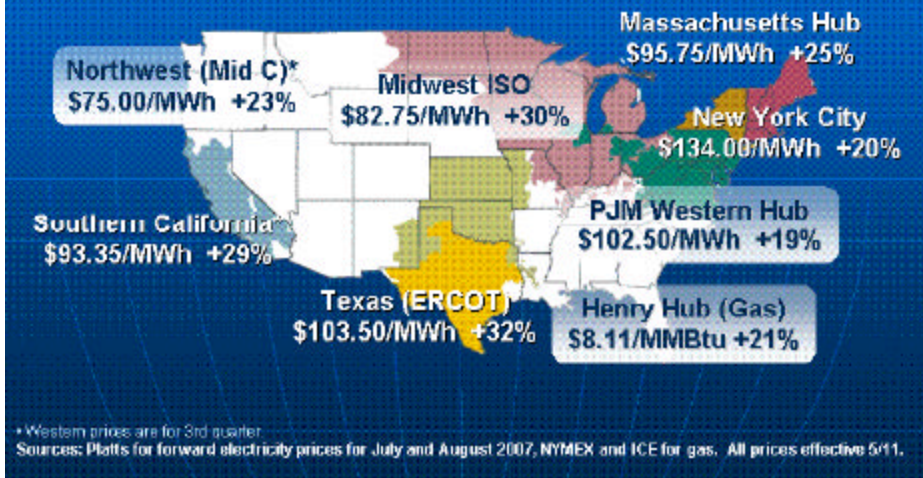 Massachusetts Hub
$95.75/MWh +25%
Northwest (Mid C)*
$75.00/MWh +23%
Midwest ISO
$82.75/MWh +30%
New York City
$134.00/MWh +20%
Southern California*
$93.35/MWh +29%
PJM Western Hub
$102.50/MWh +19%
Texas (ERCOT)
$103.50/MWh +32%
Henry Hub (Gas)
$8.11/MMBtu +21%
* Western prices are for 3rd quarter.
Sources: Platts for forward electricity prices for July and August 2007, NYMEX and ICE for gas. All prices effective 5/11.